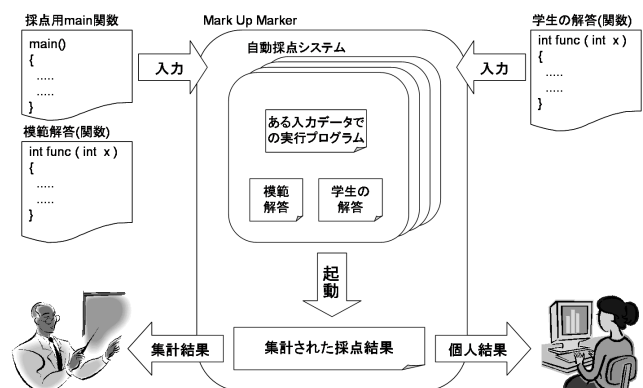 採点用main関数
main()
{
.....
.....
}
模範解答(関数)
int func ( int x )
{
.....
.....
}
入力
Mark Up Marker
自動採点システム
ある入力データで
の実行プログラム
模範
解答
学生の
解答
起
動
集計された採点結果
入力
学生の解答(関数)
int func ( int x )
{
.....
.....
}
集計結果
個人結果